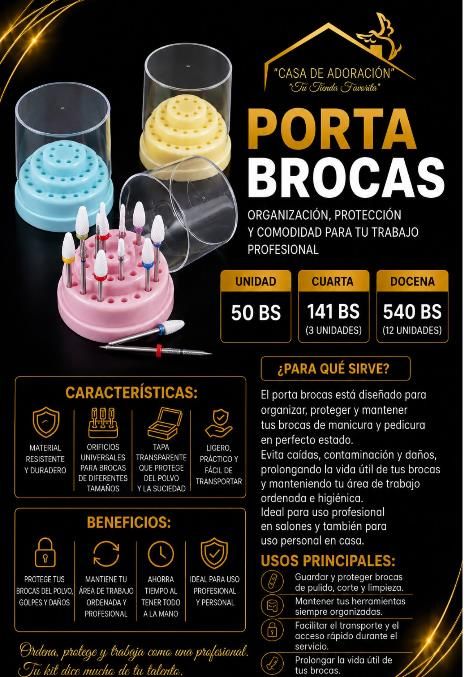 "CASA DE ADORACIÓN"
"Tu Tienda Favorita"
PORTA
BROCAS
ORGANIZACIÓN, PROTECCIÓN
Y COMODIDAD PARA TU TRABAJO
PROFESIONAL
UNIDAD
50 BS
CUARTA
141 BS
(3 UNIDADES)
DOCENA
540 BS
(12 UNIDADES)
¿PARA QUÉ SIRVE?
El porta brocas está diseñado para
organizar, proteger y mantener
tus brocas de manicura y pedicura
en perfecto estado.
Evita caídas, contaminación y daños,
prolongando la vida útil de tus brocas
y manteniendo tu área de trabajo
ordenada e higiénica.
Ideal para uso profesional
en salones y también para
uso personal en casa.
CARACTERÍSTICAS:
MATERIAL
RESISTENTE
Y DURADERO
ORIFICIOS
UNIVERSALES
PARA BROCAS
DE DIFERENTES
TAMAÑOS
TAPA
TRANSPARENTE
QUE PROTEGE
DEL POLVO
Y LA SUCIEDAD
LIGERO,
PRÁCTICO Y
FÁCIL DE
TRANSPORTAR
BENEFICIOS:
PROTEGE TUS
BROCAS DEL POLVO,
GOLPES Y DAÑOS
MANTIENE TU
ÁREA DE TRABAJO
ORDENADA Y
PROFESIONAL
AHORRA
TIEMPO AL
TENER TODO
A LA MANO
IDEAL PARA USO
PROFESIONAL
Y PERSONAL
USOS PRINCIPALES:
Guardar y proteger brocas
de pulido, corte y limpieza.
Mantener tus herramientas
siempre organizadas.
Facilitar el transporte y el
acceso rápido durante el
servicio.
Prolongar la vida útil de
tus brocas.
Ordena, protege y trabaja como una profesional.
Tu kit dice mucho de tu talento.